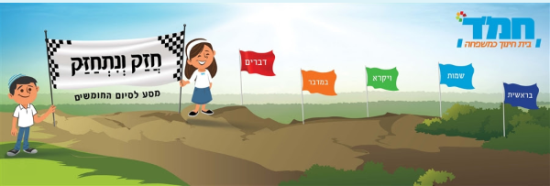 חמ"ד
בית חינוך כמשפחה
חֲזַק וְנִתְחַזַּק
מסע לסיום החומשים
בראשית
שמות
ויקרא
במדבר
דברים